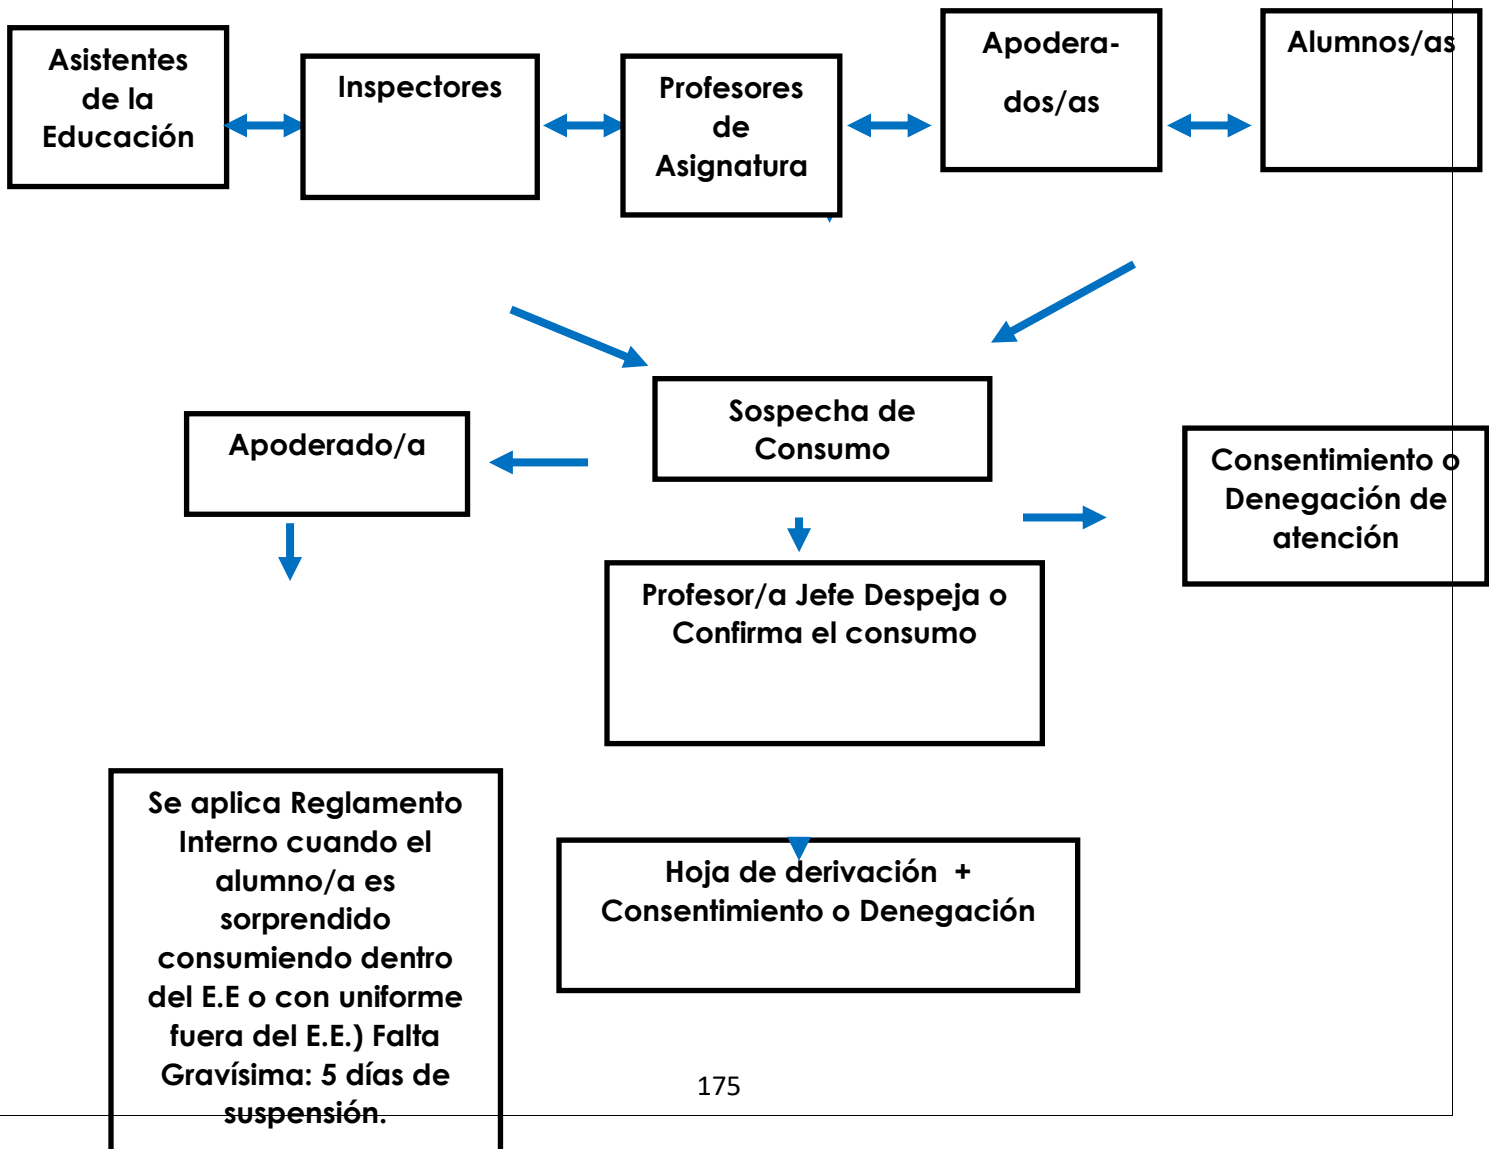 Asistentes
de la
Educación
Inspectores
Profesores
de
Asignatura
Apodera-
dos/as
Alumnos/as
Sospecha de
Consumo
Apoderado/a
Consentimiento o
Denegación de
atención
Profesor/a Jefe Despeja o
Confirma el consumo
Se aplica Reglamento
Interno cuando el
alumno/a es
sorprendido
consumiendo dentro
del E.E o con uniforme
fuera del E.E.) Falta
Gravísima: 5 días de
suspensión.
Hoja de derivación  +
Consentimiento o Denegación
175